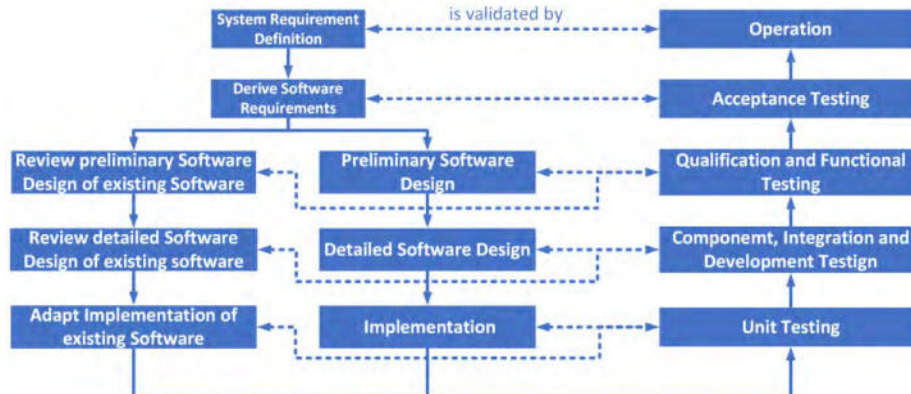 System Requirement
Definition
is validated by
Operation
Derive Software
Requirements
Acceptance Testing
Review preliminary Software
Design of existing Software
Preliminary Software
Design
Qualification and Functional
Testing
Review detailed Software
Design of existing software
Detailed Software Design
Componemt, Integration and
Development Testign
Adapt Implementation of
existing Software
Implementation
Unit Testing